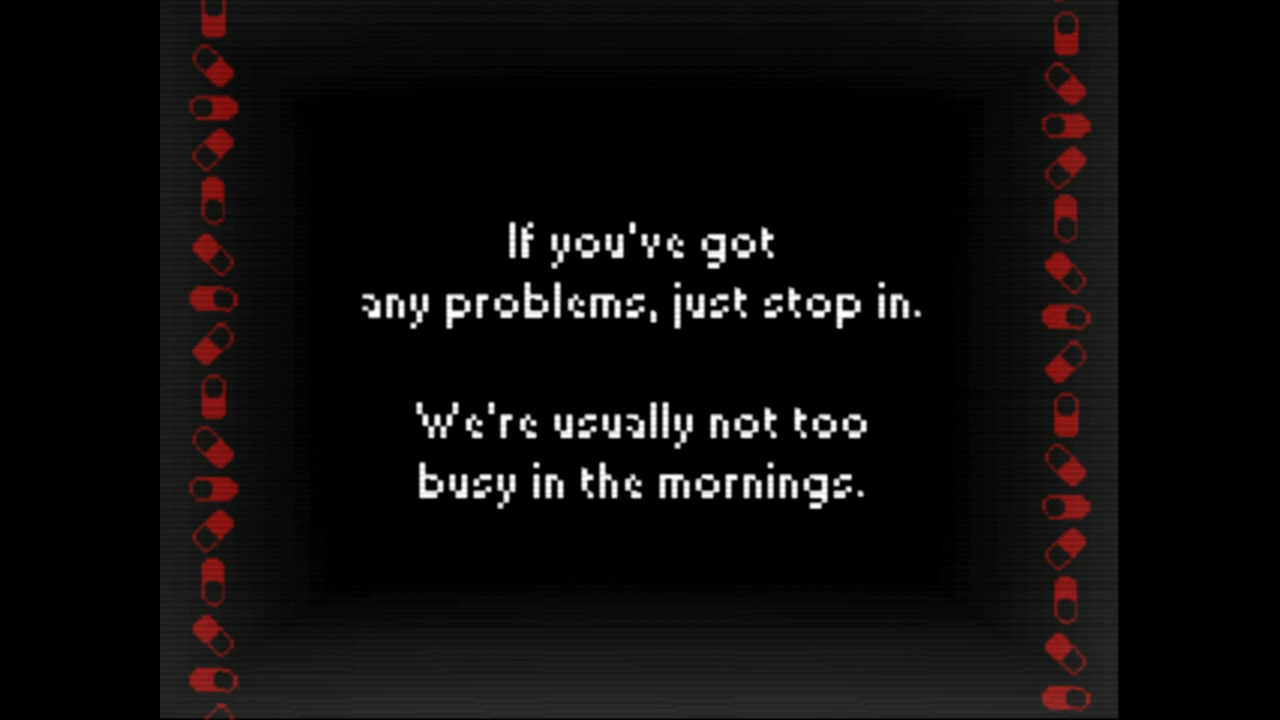 If you've got
any problems, just stop in.
We're usually not too
busy in the mornings.